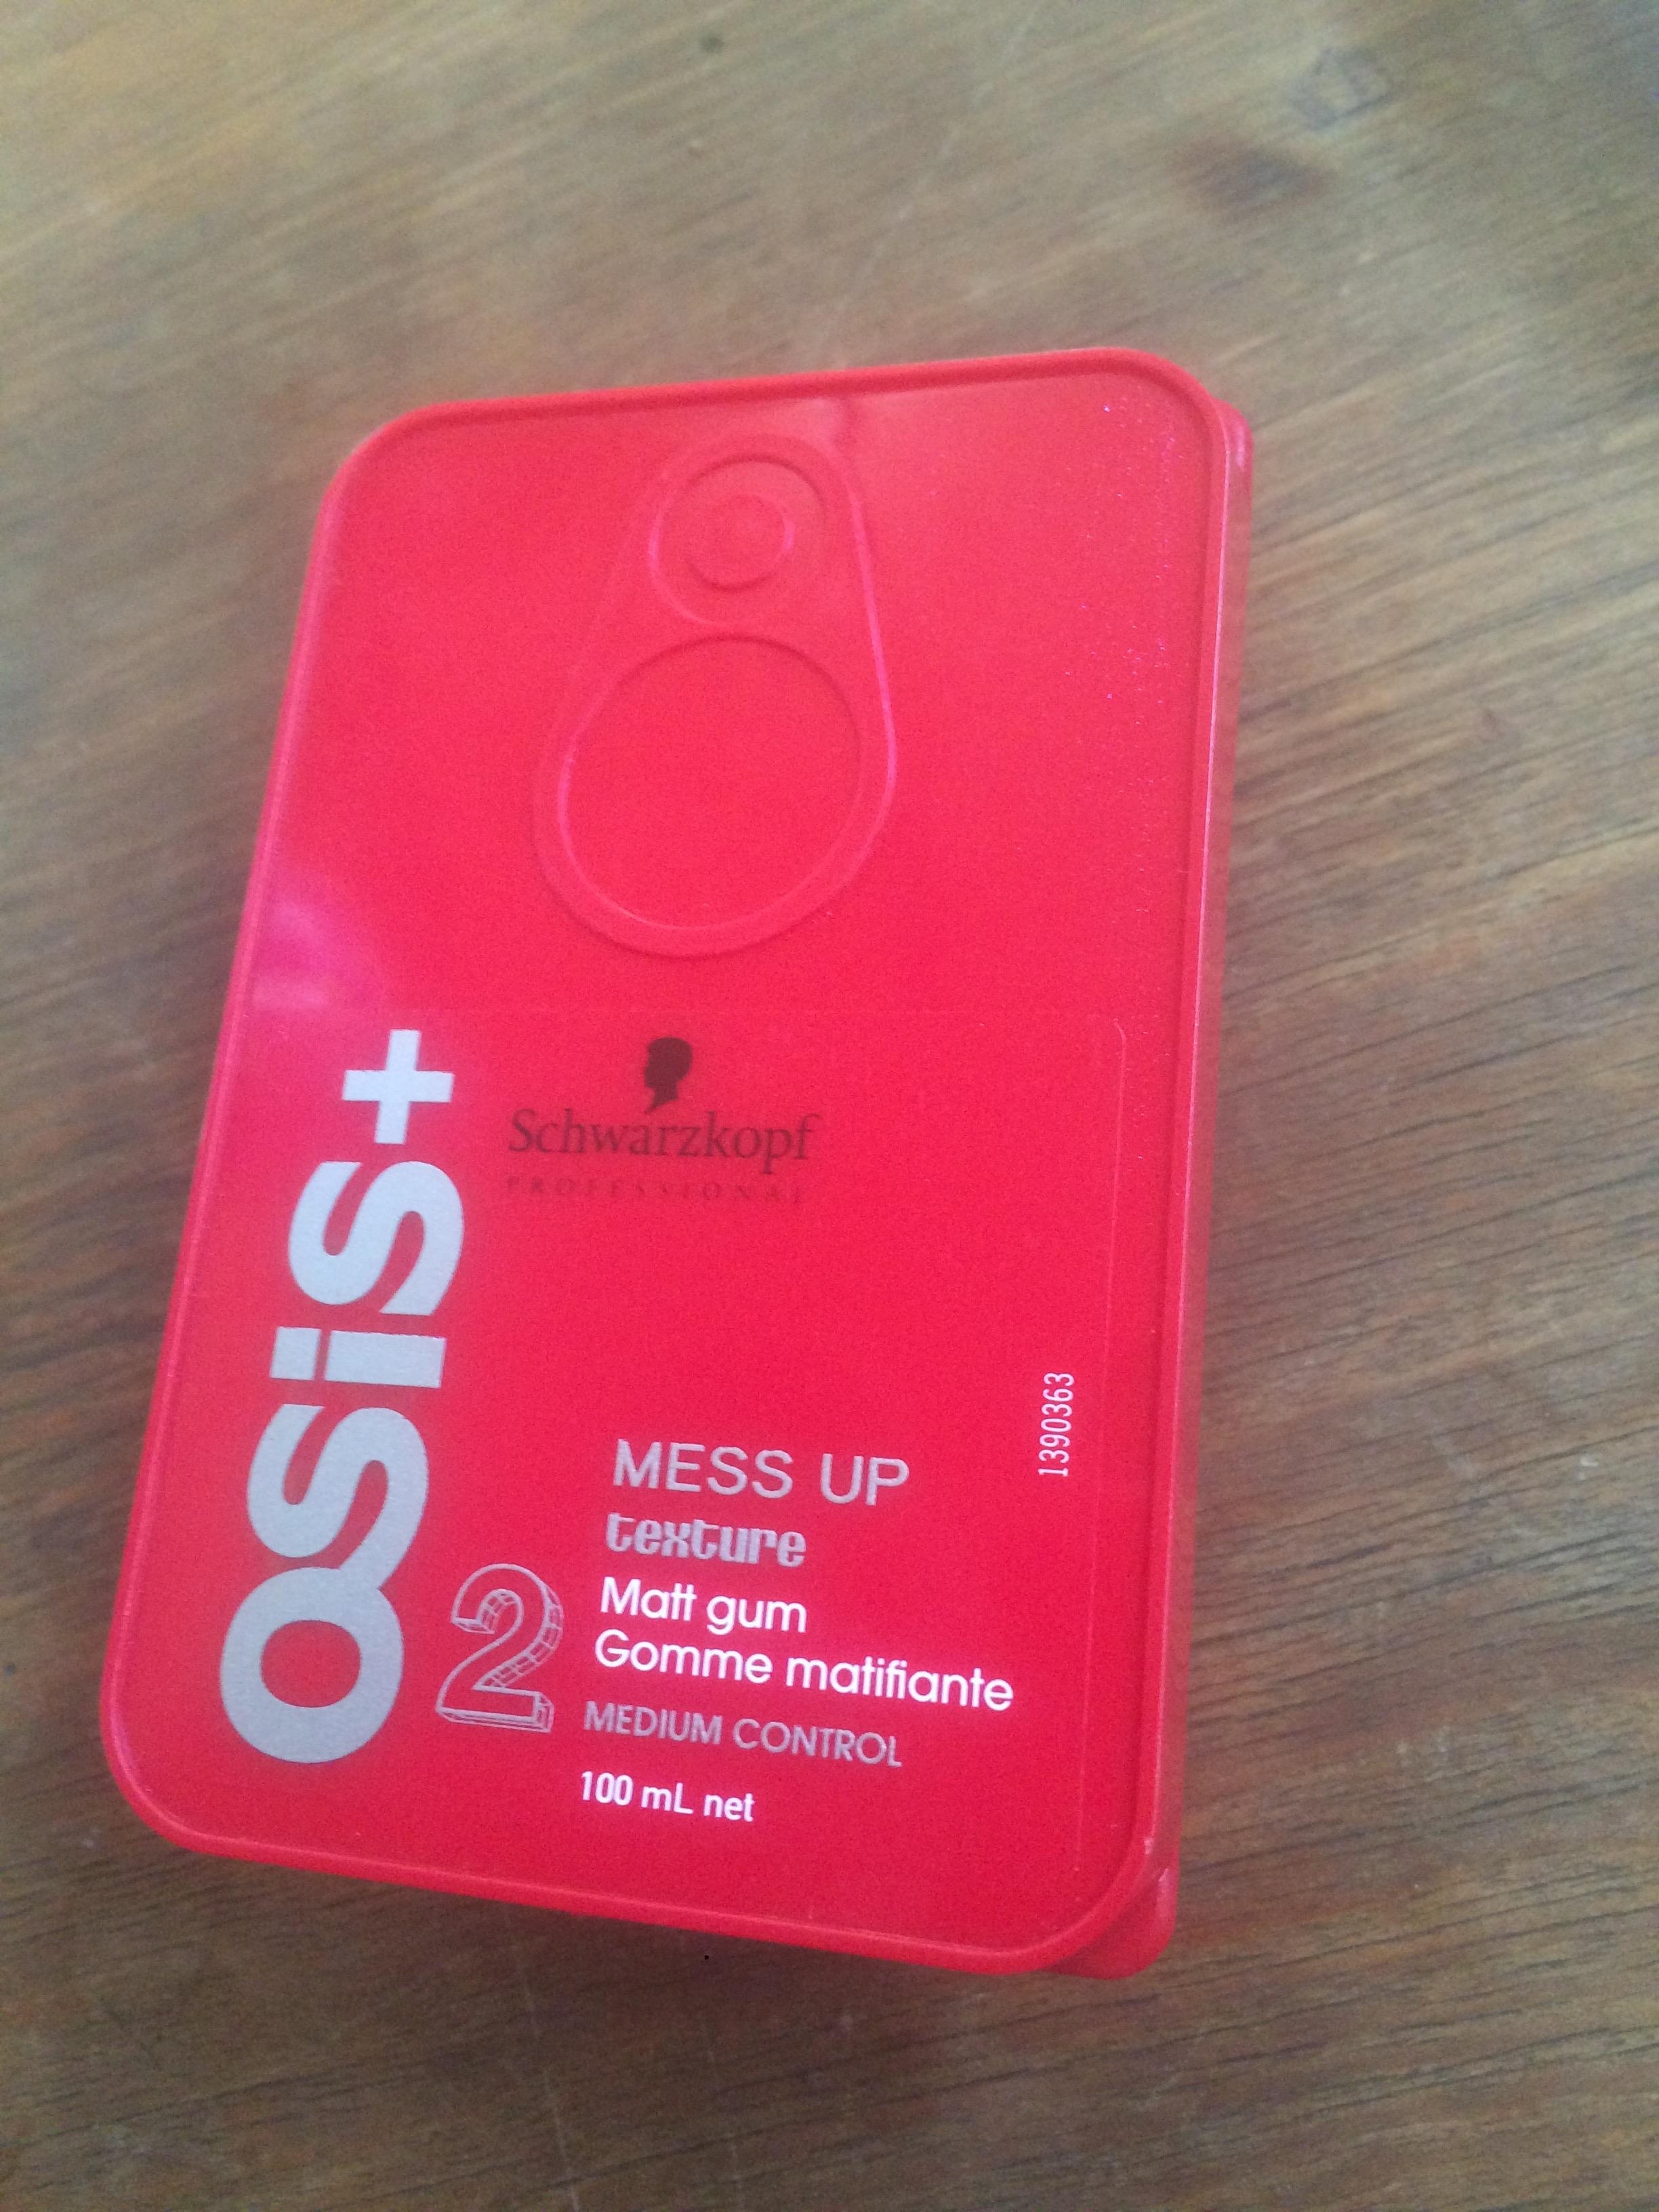 OSiS+
Schwarzkopf
PROFESSIONAL
1390363
MESS UP
texture
2
Matt gum
Gomme matifiante
MEDIUM CONTROL
100 mL net